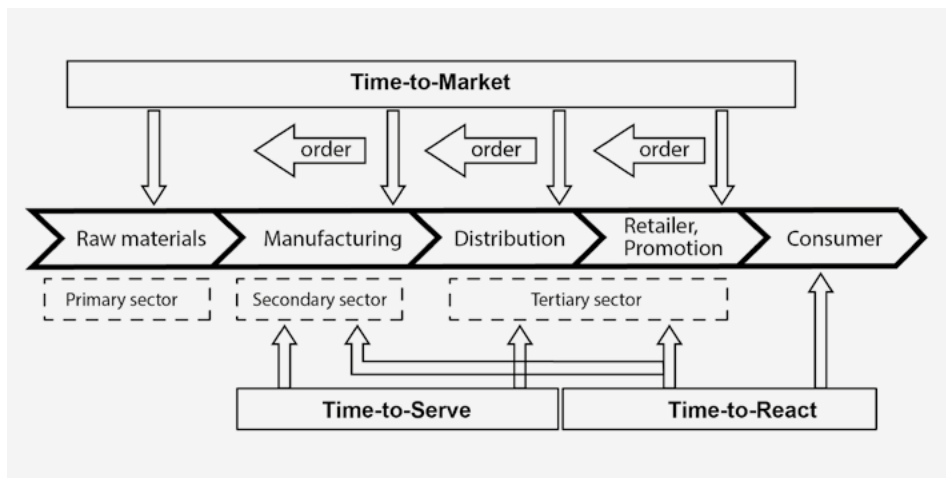 Time-to-Market
order
order
order
Raw materials
Manufacturing
Distribution
Retailer,
Promotion
Consumer
Primary sector
Secondary sector
Tertiary sector
Time-to-Serve
Time-to-React